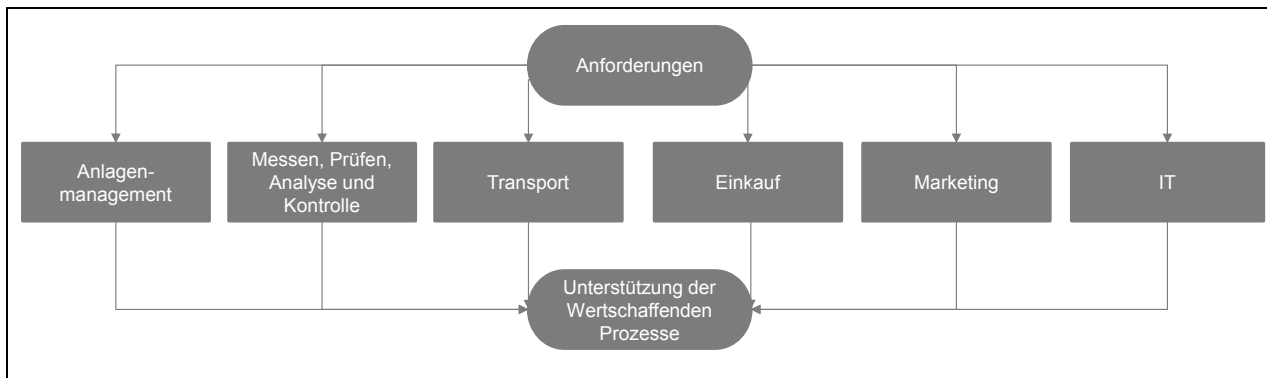 Anforderungen
Anlagen-
management
Messen, Prüfen,
Analyse und
Kontrolle
Transport
Einkauf
Marketing
IT
Unterstützung der
Wertschaffenden
Prozesse